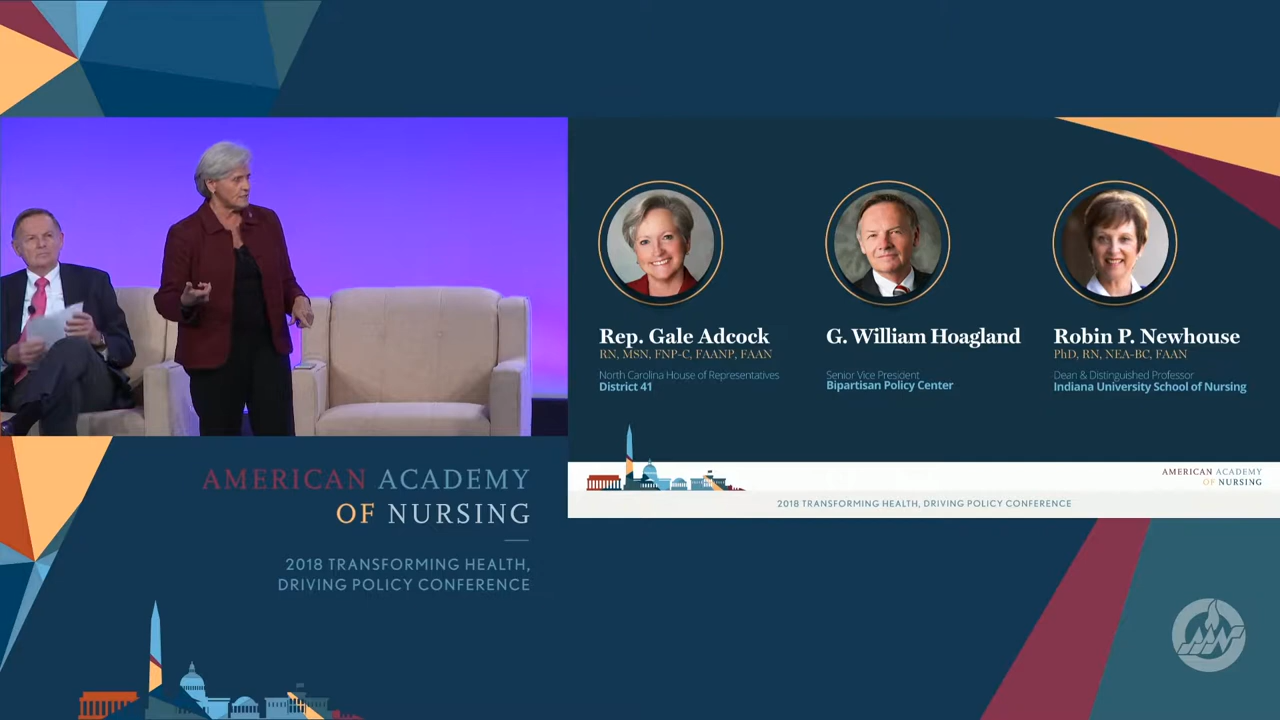 Rep. Gale Adcock
RN, MSN, FNP-C, FAANP, FAAN
North Carolina House of Representatives
District 41
G. William Hoagland
Senior Vice President
Bipartisan Policy Center
Robin P. Newhouse
PhD, RN, NEA-BC, FAAN
Dean & Distinguished Professor
Indiana University School of Nursing
AMERICAN ACADEMY
OF NURSING
2018 TRANSFORMING HEALTH, DRIVING POLICY CONFERENCE
AMERICAN ACADEMY
OF NURSING
2018 TRANSFORMING HEALTH,
DRIVING POLICY CONFERENCE